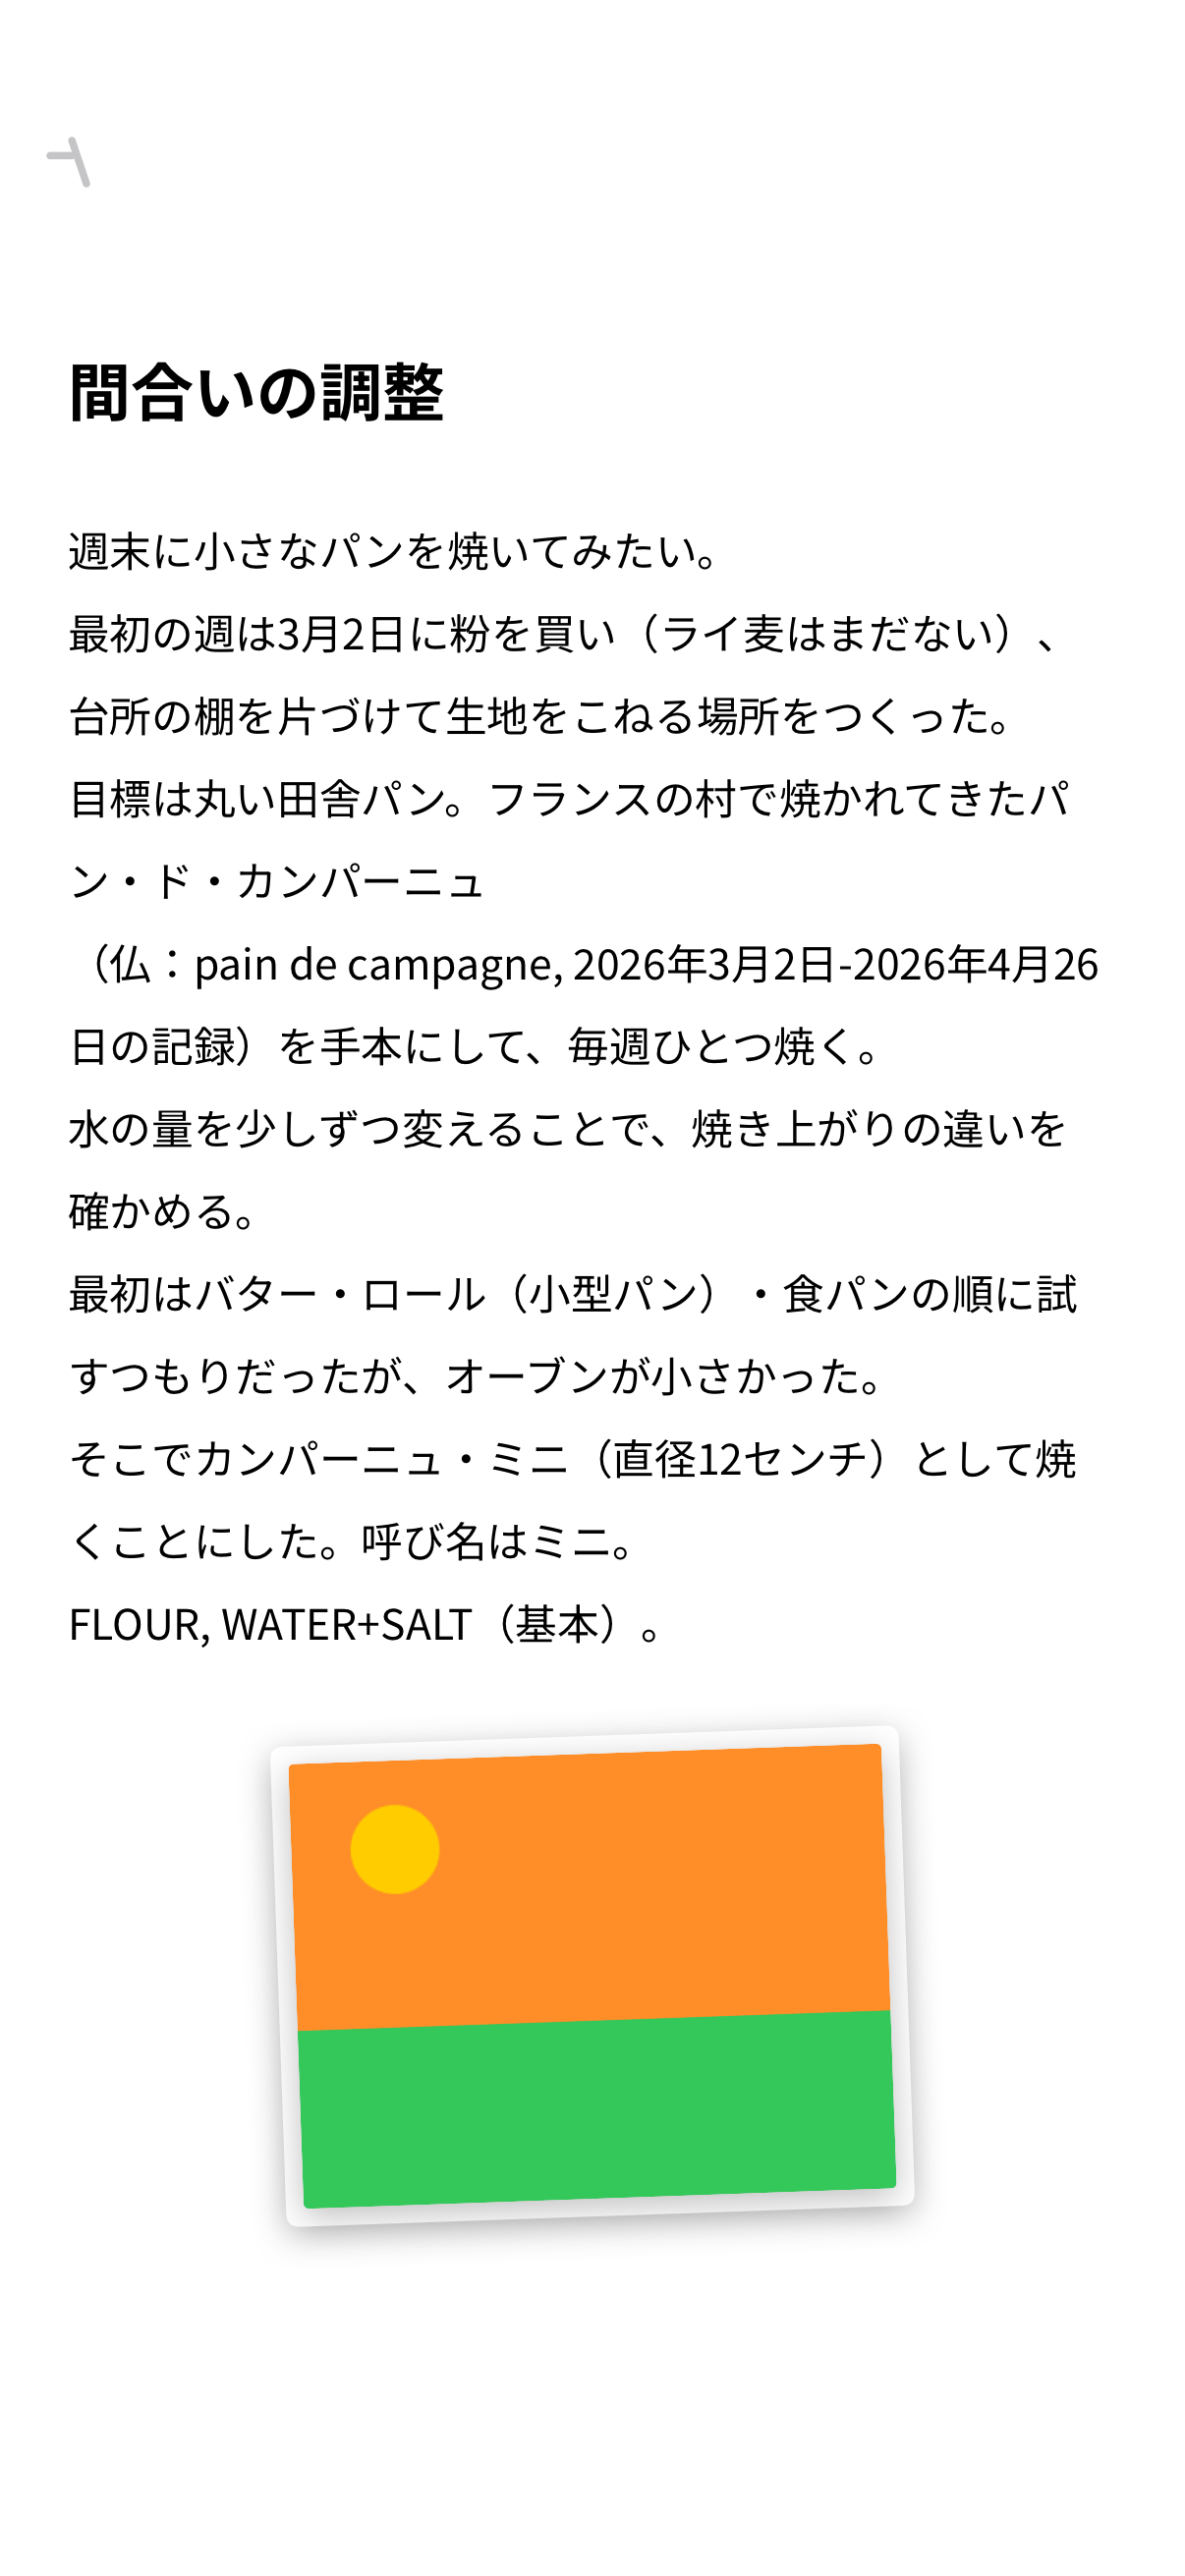 間合いの調整
週末に小さなパンを焼いてみたい。
最初の週は3月2日に粉を買い（ライ麦はまだない）、
台所の棚を片づけて生地をこねる場所をつくった。
目標は丸い田舎パン。フランスの村で焼かれてきたパ
ン・ド・カンパーニュ
（仏：pain de campagne, 2026年3月2日-2026年4月26
日の記録）を手本にして、毎週ひとつ焼く。
水の量を少しずつ変えることで、焼き上がりの違いを
確かめる。
最初はバター・ロール（小型パン）・食パンの順に試
すつもりだったが、オーブンが小さかった。
そこでカンパーニュ・ミニ（直径12センチ）として焼
くことにした。呼び名はミニ。
FLOUR, WATER+SALT（基本）。